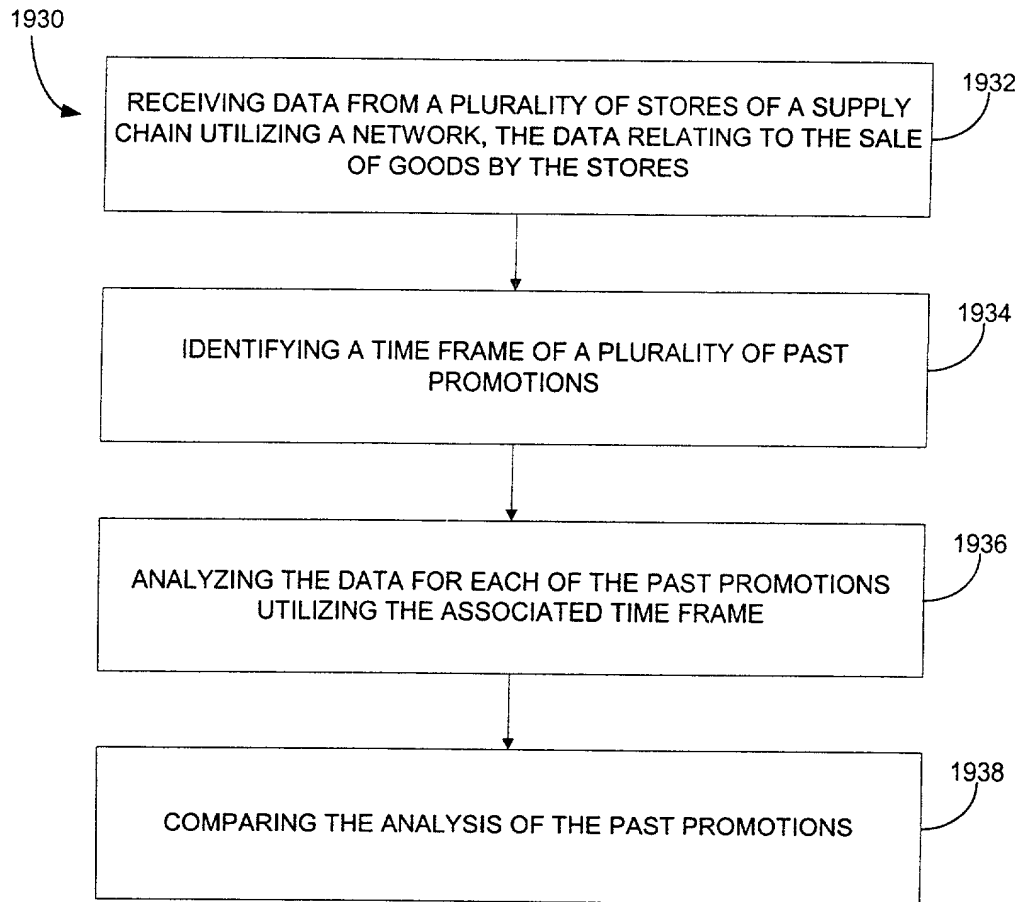 1930
RECEIVING DATA FROM A PLURALITY OF STORES OF A SUPPLY
CHAIN UTILIZING A NETWORK, THE DATA RELATING TO THE SALE
OF GOODS BY THE STORES
1932
IDENTIFYING A TIME FRAME OF A PLURALITY OF PAST
PROMOTIONS
1934
ANALYZING THE DATA FOR EACH OF THE PAST PROMOTIONS
UTILIZING THE ASSOCIATED TIME FRAME
1936
COMPARING THE ANALYSIS OF THE PAST PROMOTIONS
1938